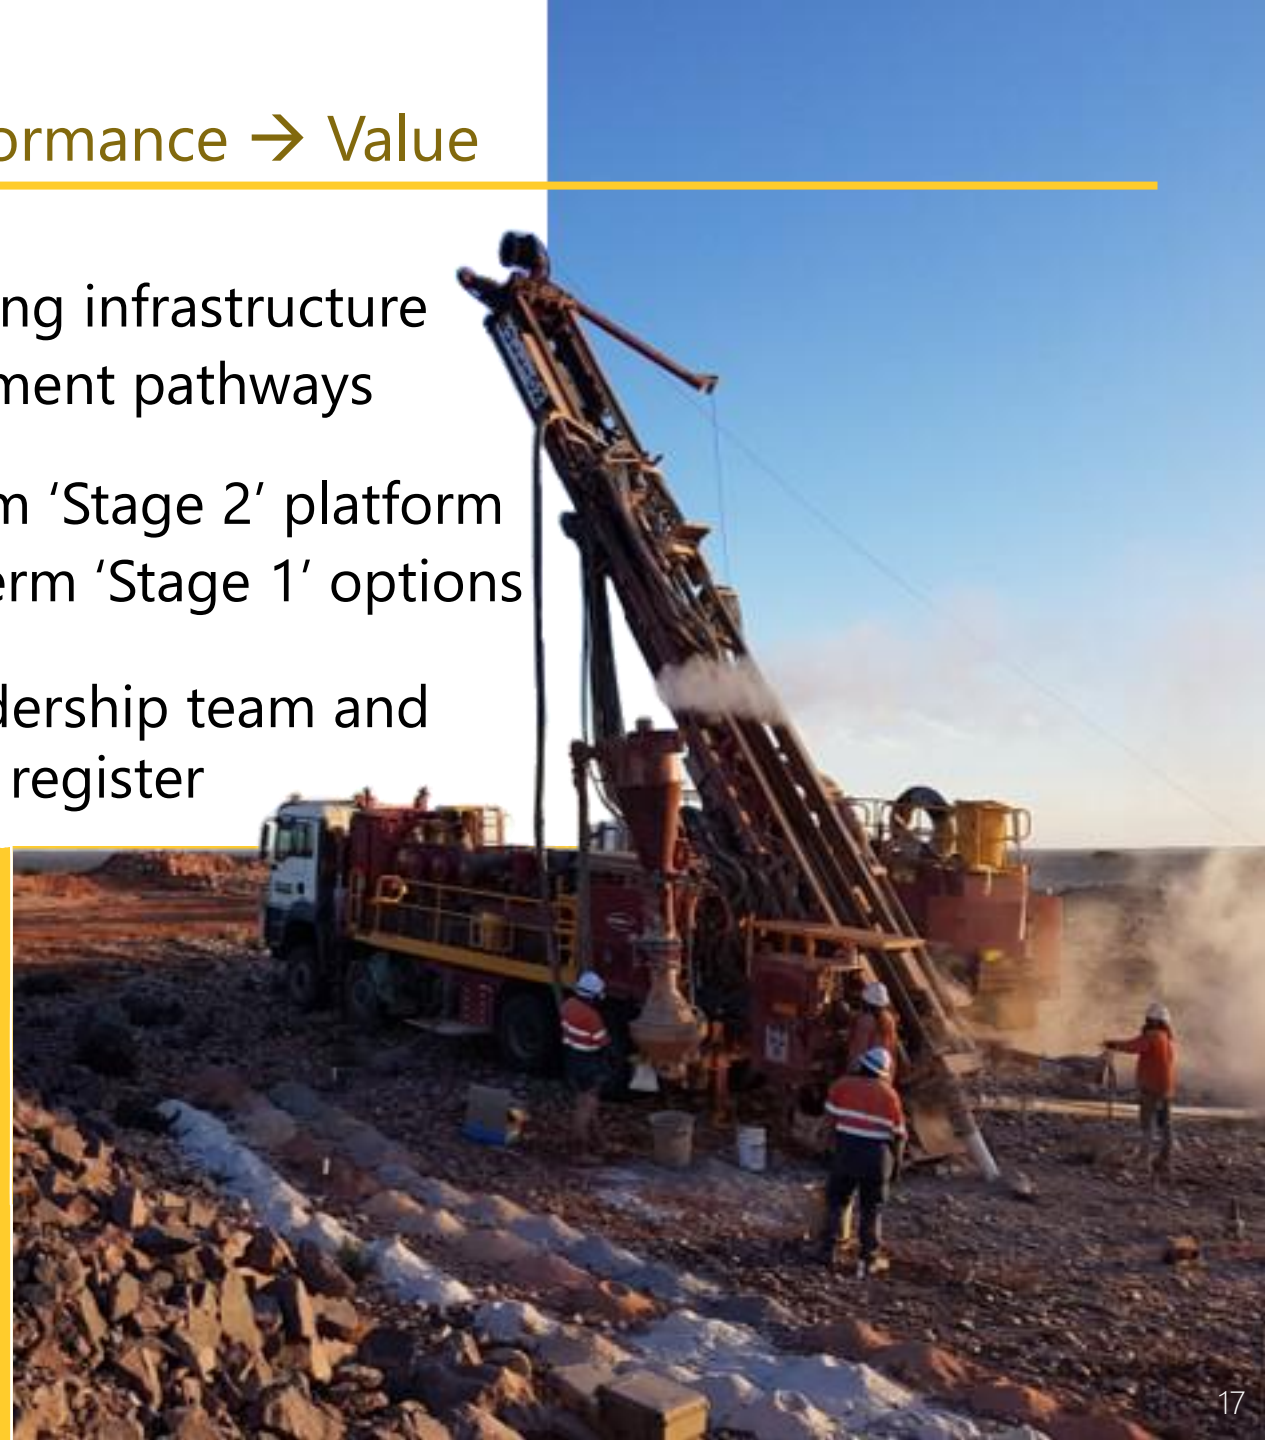 ormance → Value
ng infrastructure
ment pathways
m ‘Stage 2’ platform
erm ‘Stage 1’ options
dership team and
register
17